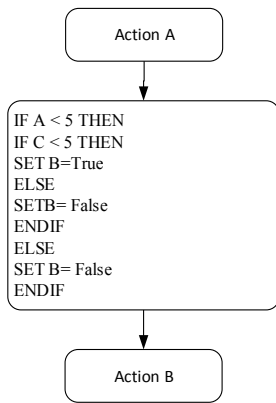 Action A
IF A < 5 THEN
IF C < 5 THEN
SET B=True
ELSE
SETB= False
ENDIF
ELSE
SET B= False
ENDIF
Action B